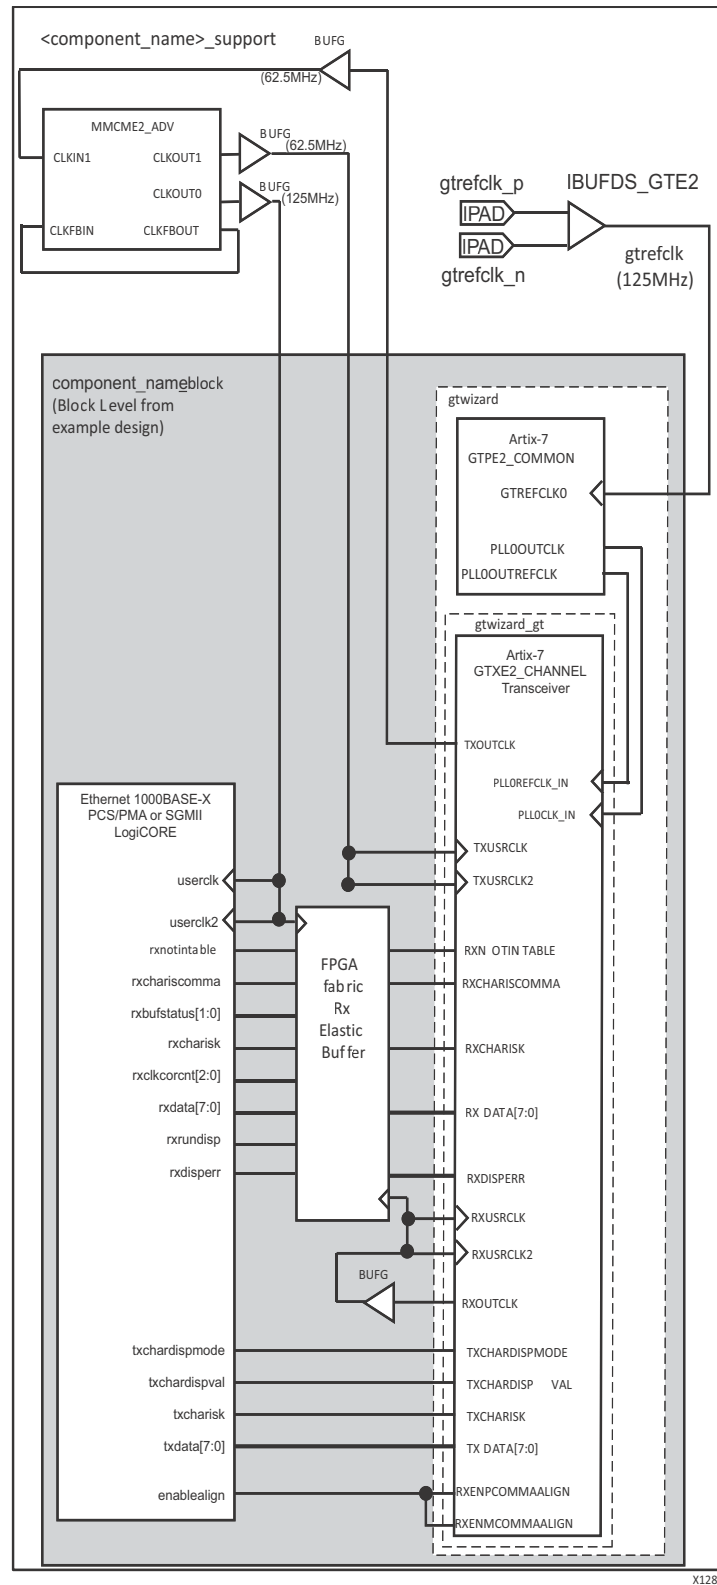 <component_name>_support
BUFG
(62.5MHz)
MMCME2_ADV
CLKIN1
CLKOUT1
BUFG
(62.5MHz)
CLKOUT0
BUFG
(125MHz)
CLKFBIN
CLKFBOUT
gtrefclk_p
IBUFDS_GTE2
IPAD
IPAD
gtrefclk_n
gtrefclk
(125MHz)
component_name_block
(Block Level from
example design)
gtwizard
Artix-7
GTPE2_COMMON
GTREFCLK0
PLL0OUTCLK
PLL0OUTREFCLK
gtwizard_gt
Artix-7
GTXE2_CHANNEL
Transceiver
TXOUTCLK
PLL0REFCLK_IN
PLL0CLK_IN
TXUSRCLK
TXUSRCLK2
Ethernet 1000BASE-X
PCS/PMA or SGMII
LogiCORE
userclk
userclk2
rxnotintable
rxchariscomma
rxbufstatus[1:0]
rxcharisk
rxclkcorcnt[2:0]
rxdata[7:0]
rxrundisp
rxdisperr
FPGA
fabric
Rx
Elastic
Buffer
RXN OTIN TABLE
RXCHARISCOMMA
RXCHARISK
RX DATA[7:0]
RXDISPERR
RXUSRCLK
RXUSRCLK2
BUFG
RXOUTCLK
txchardispmode
txchardispval
txcharisk
txdata[7:0]
enablealign
TXCHARDISPMODE
TXCHARDISP VAL
TXCHARISK
TX DATA[7:0]
RXENPCOMMAALIGN
RXENMCOMMAALIGN
X128